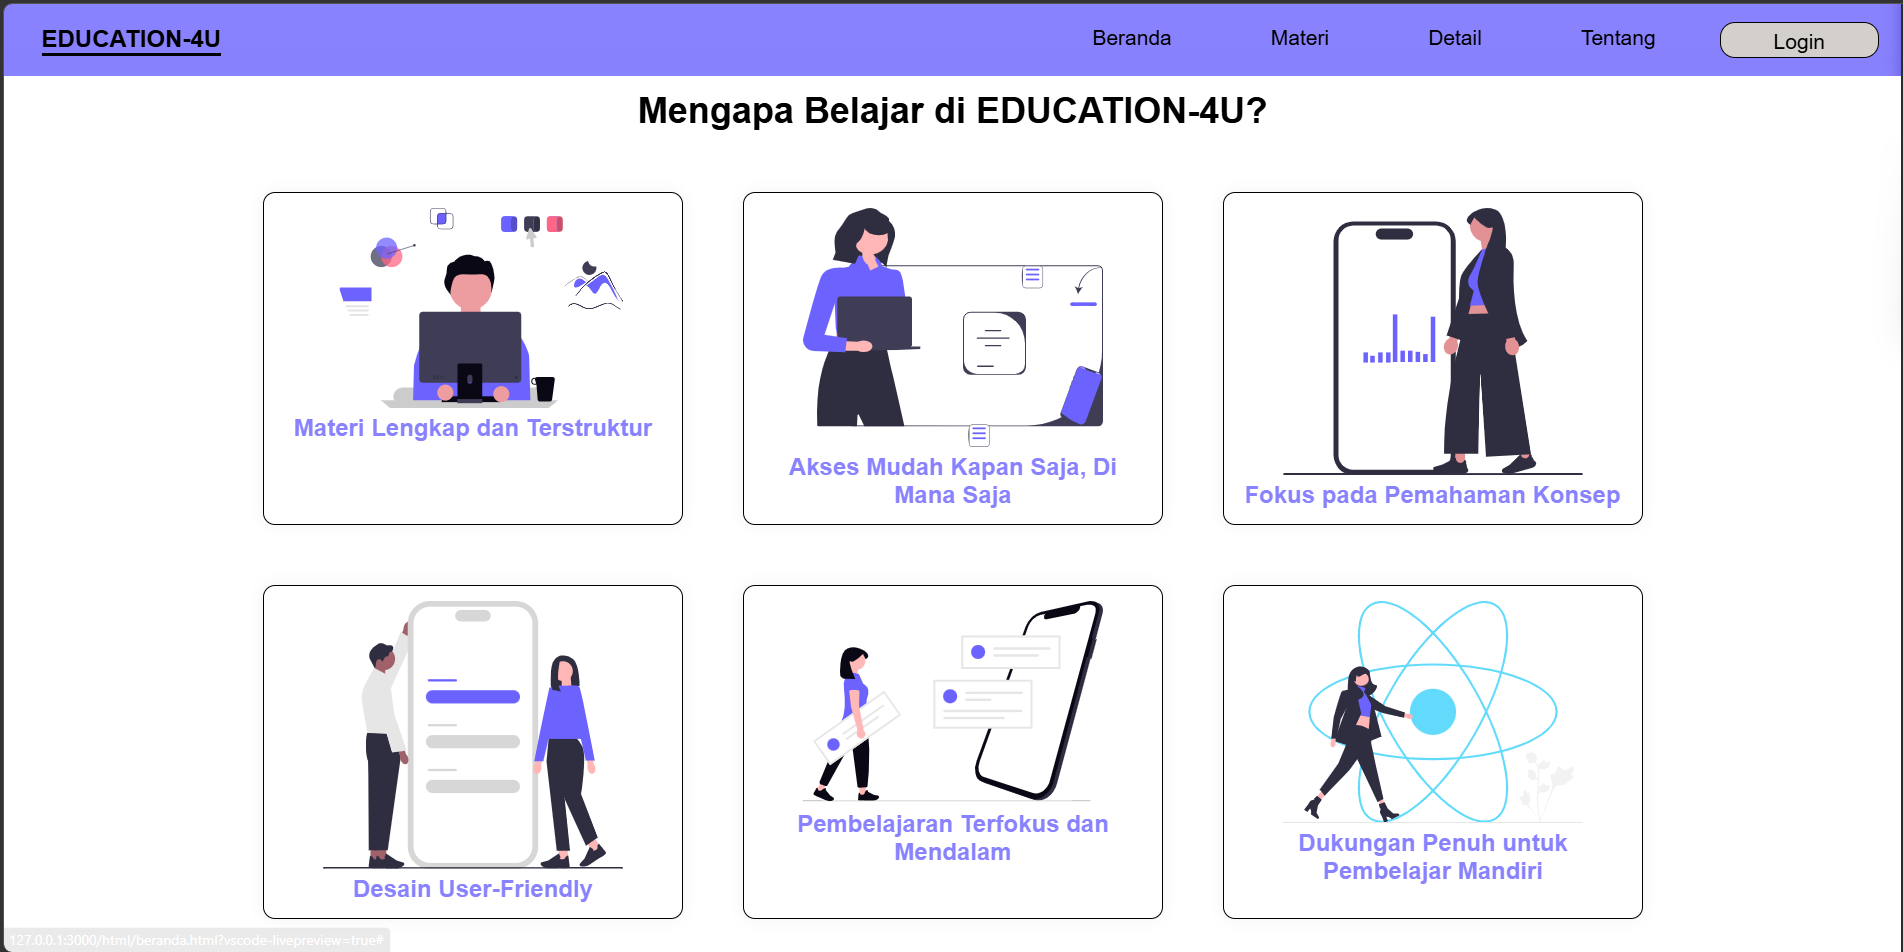 EDUCATION-4U
Beranda
Materi
Detail
Tentang
Login
Mengapa Belajar di EDUCATION-4U?
Materi Lengkap dan Terstruktur
Akses Mudah Kapan Saja, Di
Mana Saja
Fokus pada Pemahaman Konsep
Desain User-Friendly
Pembelajaran Terfokus dan
Mendalam
Dukungan Penuh untuk
Pembelajar Mandiri
127.0.0.1:3000/html/beranda.html?vscode-livepreview=true#